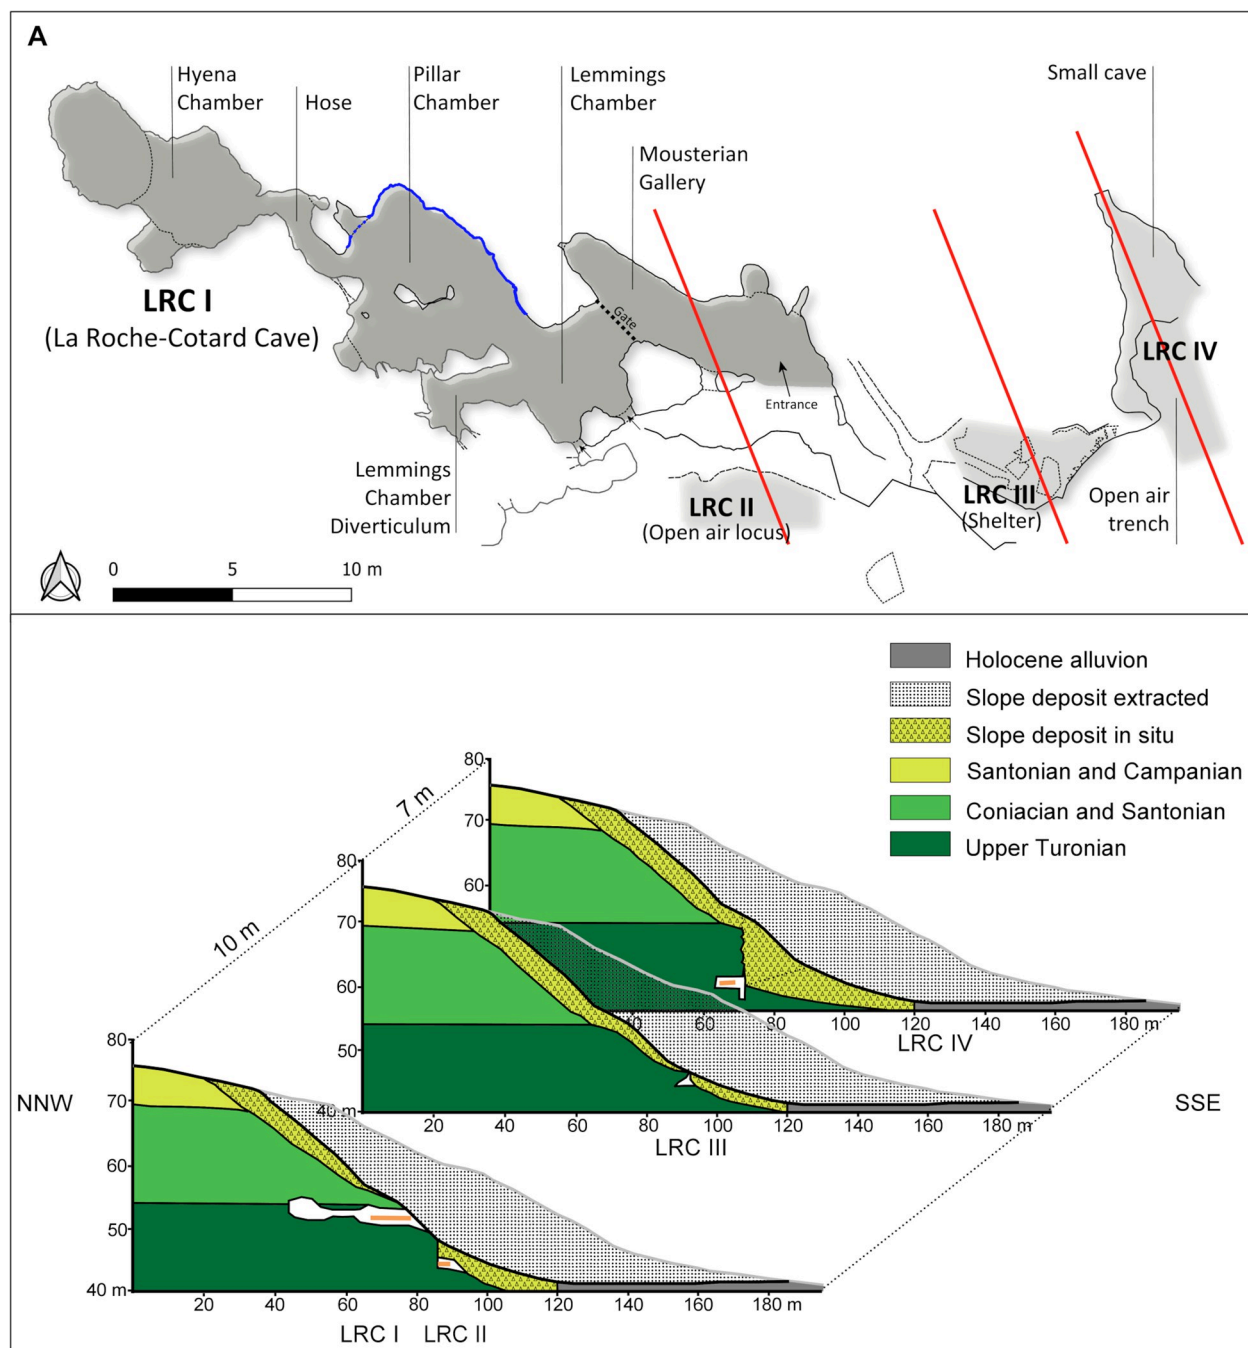 A
Hyena
Chamber
Hose
Pillar
Chamber
Lemmings
Chamber
Mousterian
Gallery
Small cave
LRC I
(La Roche-Cotard Cave)
Gate
Entrance
LRC IV
Lemmings
Chamber
Diverticulum
LRC II
(Open air locus)
LRC III
(Shelter)
Open air
trench
0 5 10 m
Holocene alluvion
Slope deposit extracted
Slope deposit in situ
Santonian and Campanian
Coniacian and Santonian
Upper Turonian
7 m
80
70
60
60 80 100 120 140 160 180 m
LRC IV
10 m
80
70
60
50
40 m
20 40 60 80 100 120 140 160 180 m
LRC III
NNW
SSE
80
70
60
50
40 m
20 40 60 80 100 120 140 160 180 m
LRC I LRC II